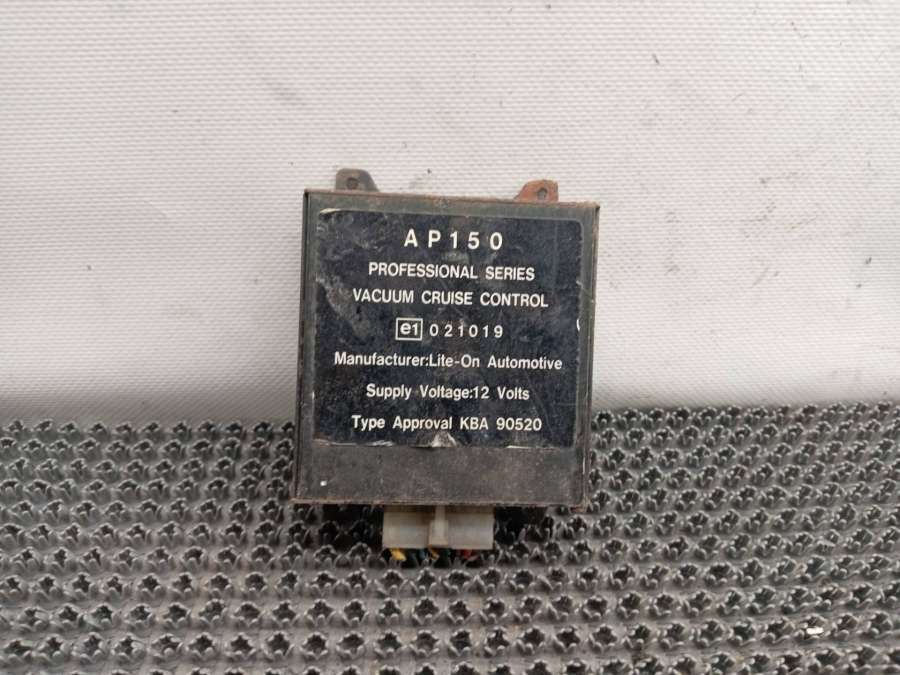 AP150
PROFESSIONAL SERIES
VACUUM CRUISE CONTROL
e1 021019
Manufacturer:Lite-On Automotive
Supply Voltage:12 Volts
Type Approval KBA 90520